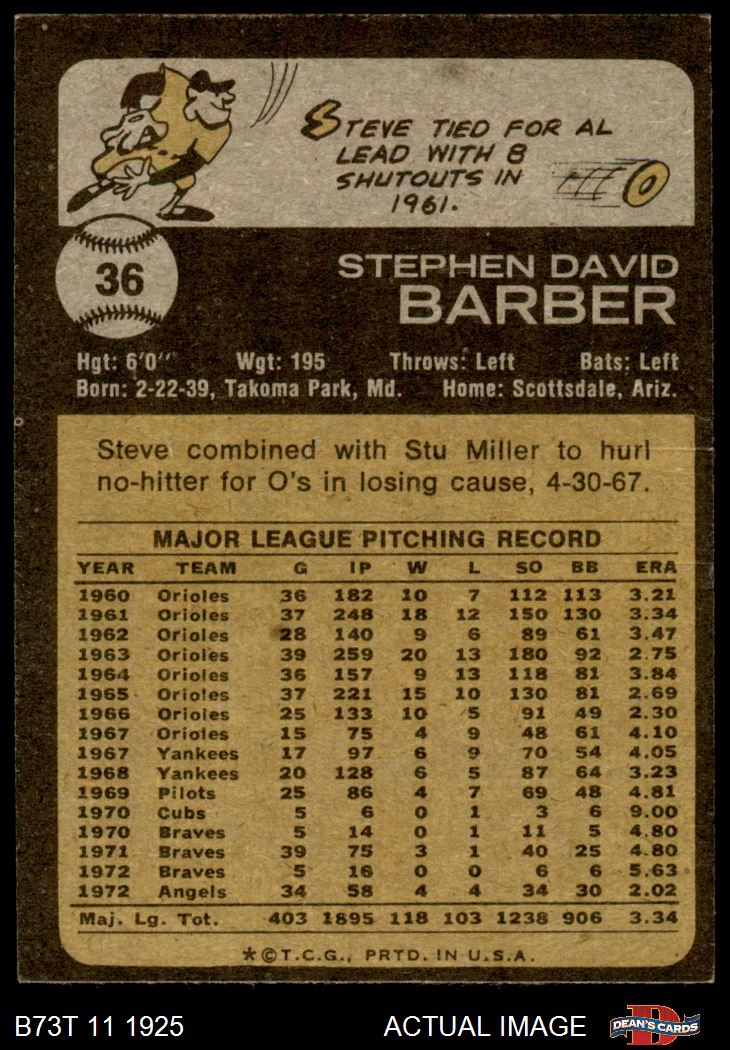 STEVE TIED FOR AL
LEAD WITH 8
SHUTOUTS IN
1961.
36
STEPHEN DAVID
BARBER
Hgt: 6'0" Wgt: 195 Throws: Left Bats: Left
Born: 2-22-39, Takoma Park, Md. Home: Scottsdale, Ariz.
Steve combined with Stu Miller to hurl
no-hitter for O's in losing cause, 4-30-67.
MAJOR LEAGUE PITCHING RECORD
YEAR TEAM G IP W L SO BB ERA
1960 Orioles 36 182 10 7 112 113 3.21
1961 Orioles 37 248 18 12 150 130 3.34
1962 Orioles 28 140 9 6 89 61 3.47
1963 Orioles 39 259 20 13 180 92 2.75
1964 Orioles 36 157 9 13 118 81 3.84
1965 Orioles 37 221 15 10 130 81 2.69
1966 Orioles 25 133 10 5 91 49 2.30
1967 Orioles 15 75 4 9 48 61 4.10
1967 Yankees 17 97 6 9 70 54 4.05
1968 Yankees 20 128 6 5 87 64 3.23
1969 Pilots 25 86 4 7 69 48 4.81
1970 Cubs 5 6 0 1 3 6 9.00
1970 Braves 5 14 0 1 11 5 4.80
1971 Braves 39 75 3 1 40 25 4.80
1972 Braves 5 16 0 0 6 6 5.63
1972 Angels 34 58 4 4 34 30 2.02
Maj. Lg. Tot. 403 1895 118 103 1238 906 3.34
*©T.C.G., PRTD. IN U.S.A.
B73T 11 1925 ACTUAL IMAGE DEAN'S CARDS